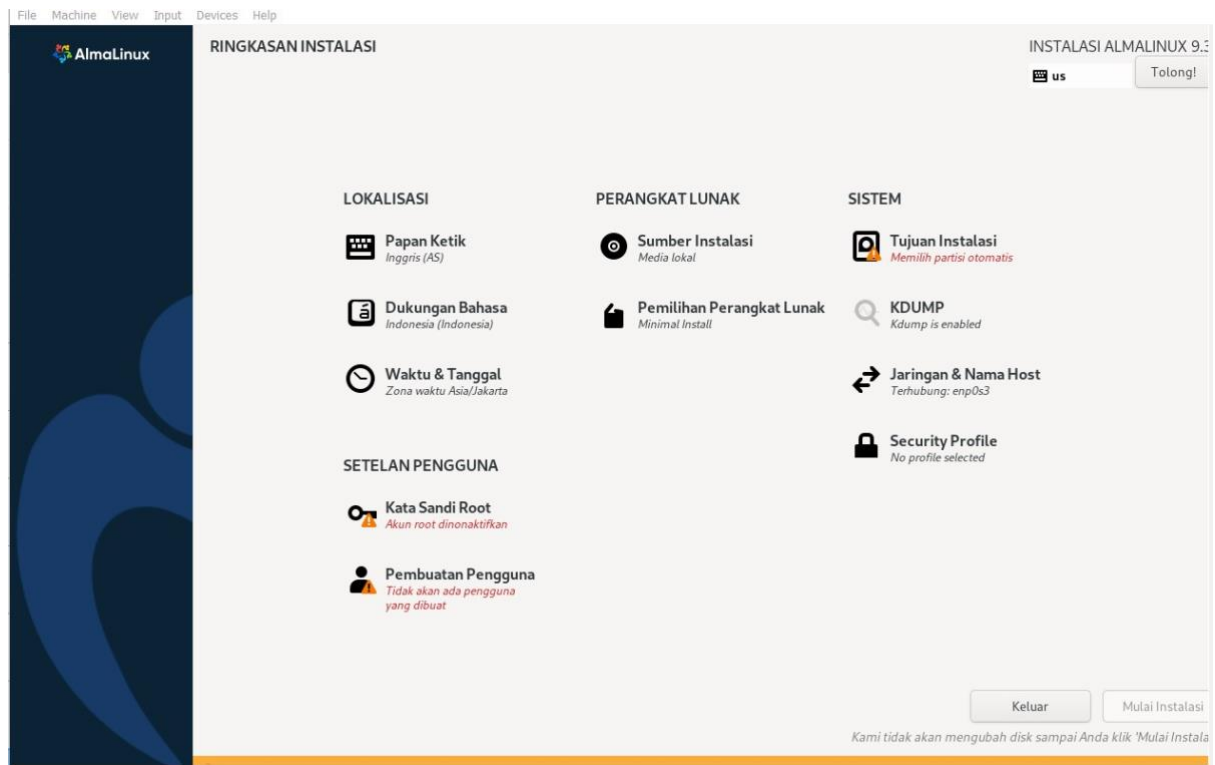 File Machine View Input Devices Help
AlmaLinux
RINGKASAN INSTALASI
INSTALASI ALMALINUX 9.3
us
Tolong!
LOKALISASI
Papan Ketik
Inggris (AS)
Dukungan Bahasa
Indonesia (Indonesia)
Waktu & Tanggal
Zona waktu Asia/Jakarta
PERANGKAT LUNAK
Sumber Instalasi
Media lokal
Pemilihan Perangkat Lunak
Minimal Install
SISTEM
Tujuan Instalasi
Memilih partisi otomatis
KDUMP
Kdump is enabled
Jaringan & Nama Host
Terhubung: enp0s3
Security Profile
No profile selected
SETELAN PENGGUNA
Kata Sandi Root
Akun root dinonaktifkan
Pembuatan Pengguna
Tidak akan ada pengguna
yang dibuat
Keluar
Mulai Instalasi
Kami tidak akan mengubah disk sampai Anda klik 'Mulai Instala